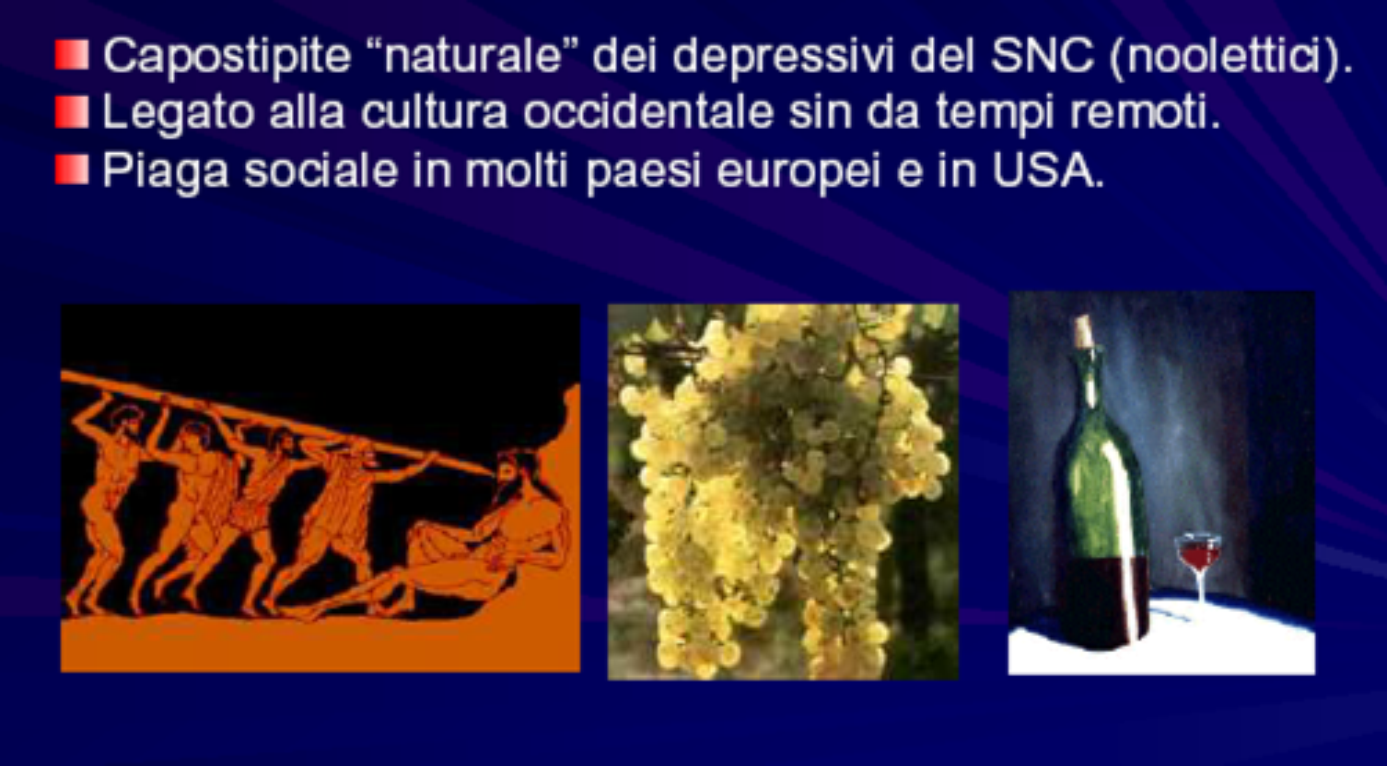 Capostipite “naturale” dei depressivi del SNC (noolettici).
Legato alla cultura occidentale sin da tempi remoti.
Piaga sociale in molti paesi europei e in USA.